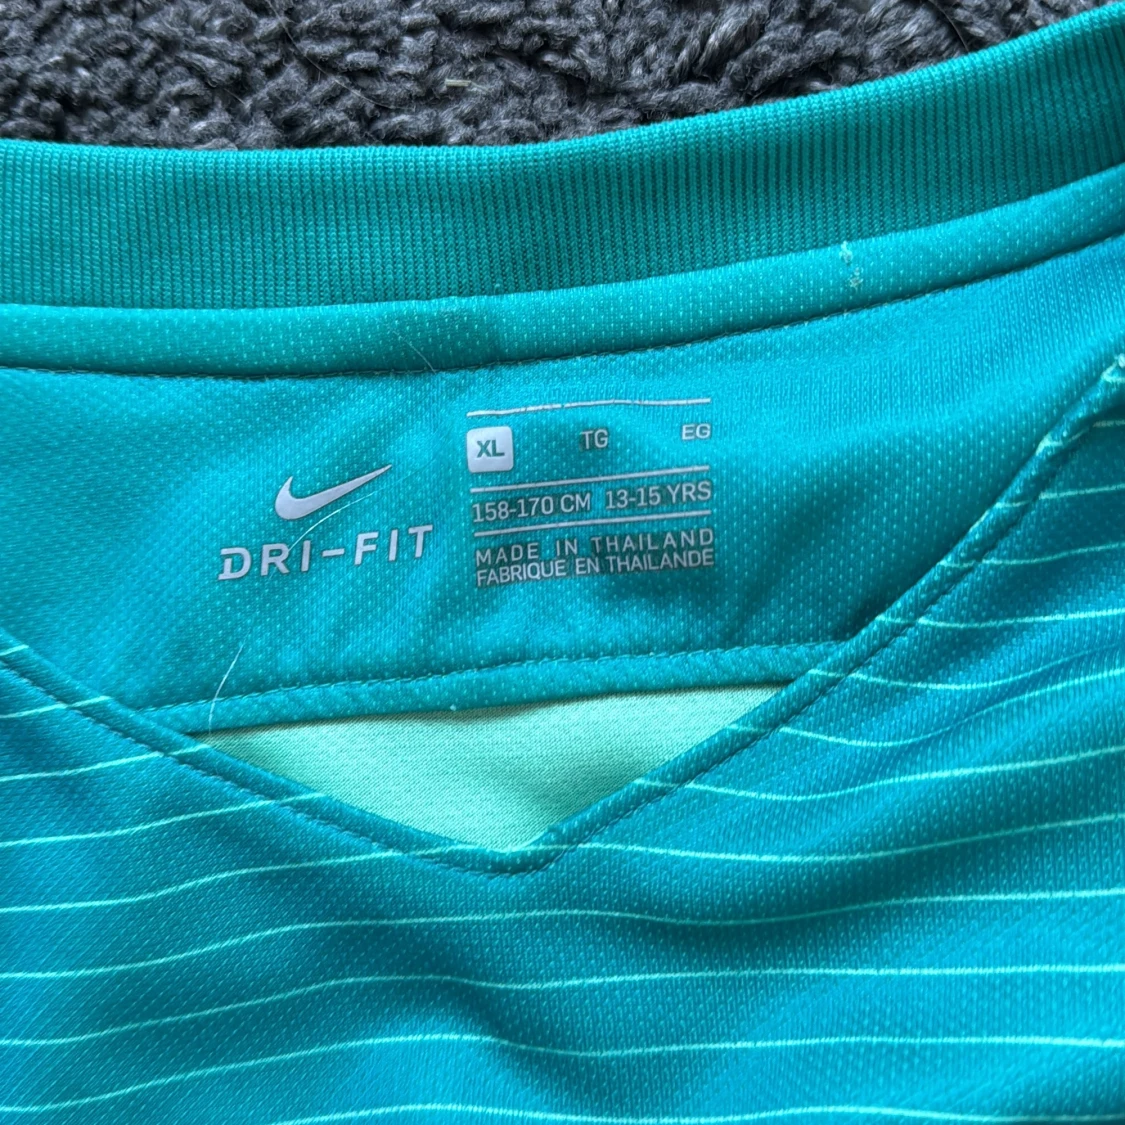 DRI-FIT
XL TG EG
158-170 CM 13-15 YRS
MADE IN THAILAND
FABRIQUE EN THAILANDE